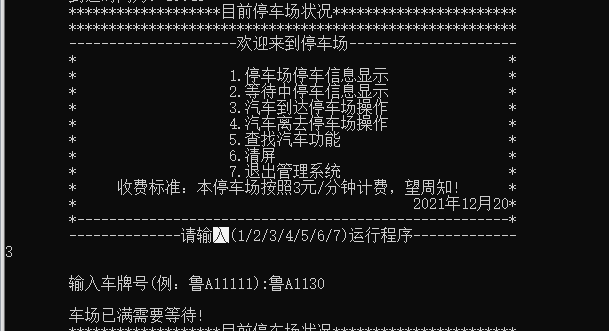 *******************目前停车场状况***********************
********************************************************
---------------------欢迎来到停车场---------------------
* *
* 1.停车场停车信息显示 *
* 2.等待中停车信息显示 *
* 3.汽车到达停车场操作 *
* 4.汽车离去停车场操作 *
* 5.查找汽车功能 *
* 6.清屏 *
* 7.退出管理系统 *
* 收费标准：本停车场按照3元/分钟计费，望周知! *
* 2021年12月20*
*------------------------------------------------------*
--------------请输入(1/2/3/4/5/6/7)运行程序-------------
3
输入车牌号(例：鲁A11111):鲁A1130
车场已满需要等待!
*******************目前停车场状况***********************